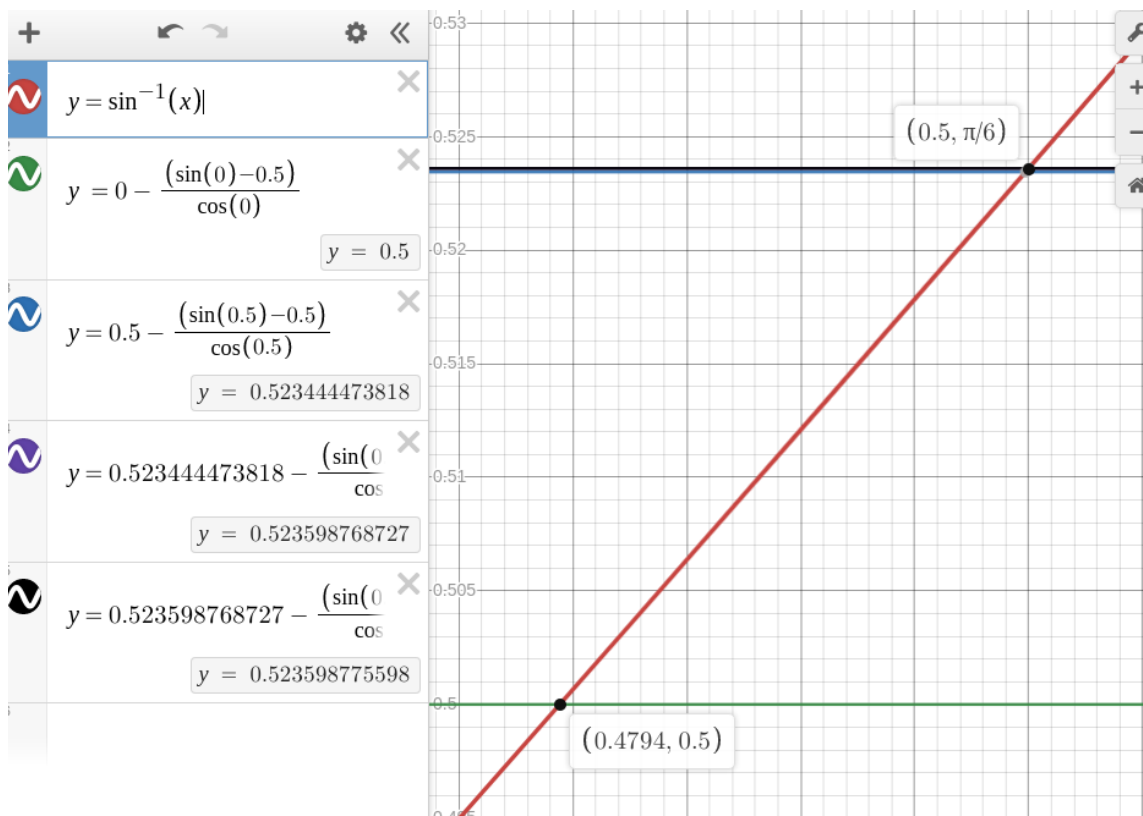 y = sin⁻¹(x)
y = 0 − (sin(0)−0.5)/cos(0)
y = 0.5
y = 0.5 − (sin(0.5)−0.5)/cos(0.5)
y = 0.523444473818
y = 0.523444473818 − (sin(0 / cos
y = 0.523598768727
y = 0.523598768727 − (sin(0 / cos
y = 0.523598775598
0.53
0.525
(0.5, π/6)
0.52
0.515
0.51
0.505
0.5
(0.4794, 0.5)